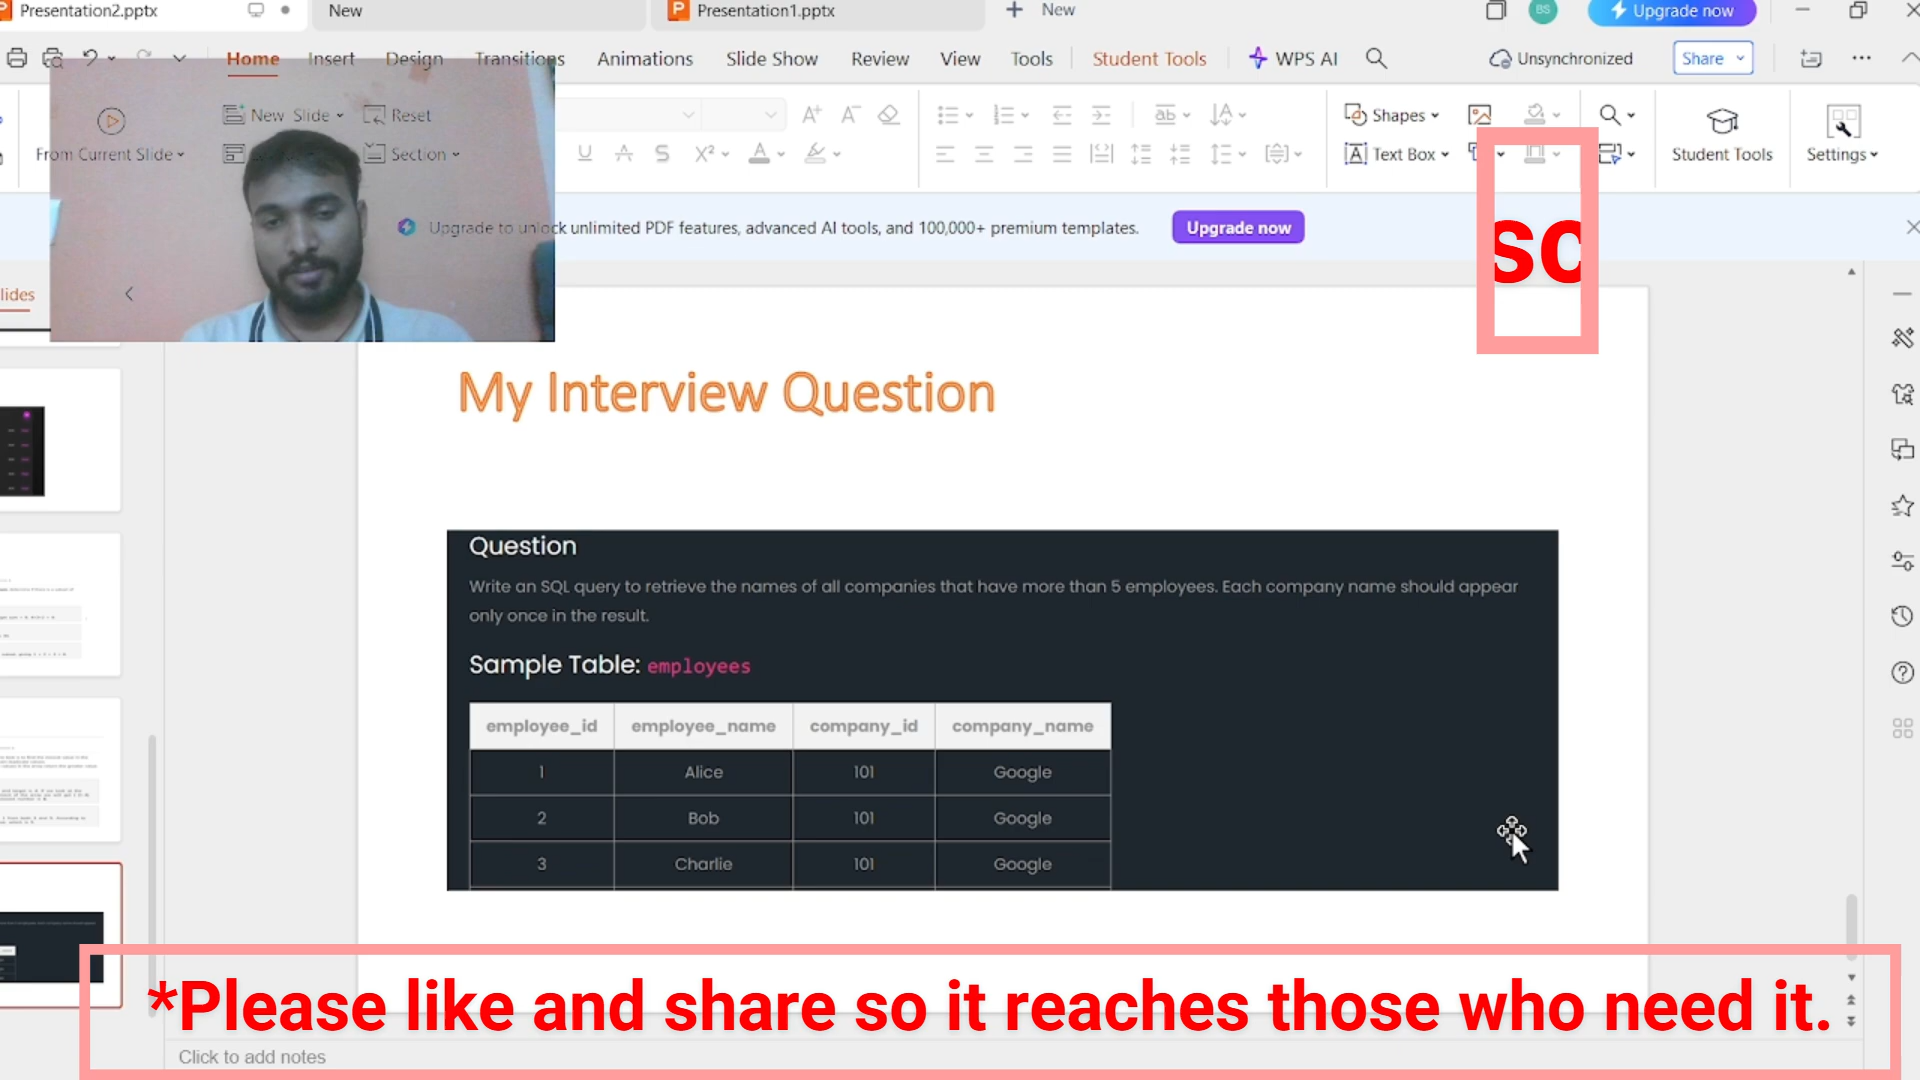 Presentation2.pptx
New
Presentation1.pptx
New
BS
Upgrade now
Home
Insert
Design
Transitions
Animations
Slide Show
Review
View
Tools
Student Tools
WPS AI
Unsynchronized
Share
New Slide
Reset
From Current Slide
Section
Shapes
Text Box
Student Tools
Settings
Upgrade to unlock unlimited PDF features, advanced AI tools, and 100,000+ premium templates.
Upgrade now
sc
lides
My Interview Question
Question
Write an SQL query to retrieve the names of all companies that have more than 5 employees. Each company name should appear
only once in the result.
Sample Table: employees
employee_id employee_name company_id company_name
1 Alice 101 Google
2 Bob 101 Google
3 Charlie 101 Google
*Please like and share so it reaches those who need it.
Click to add notes